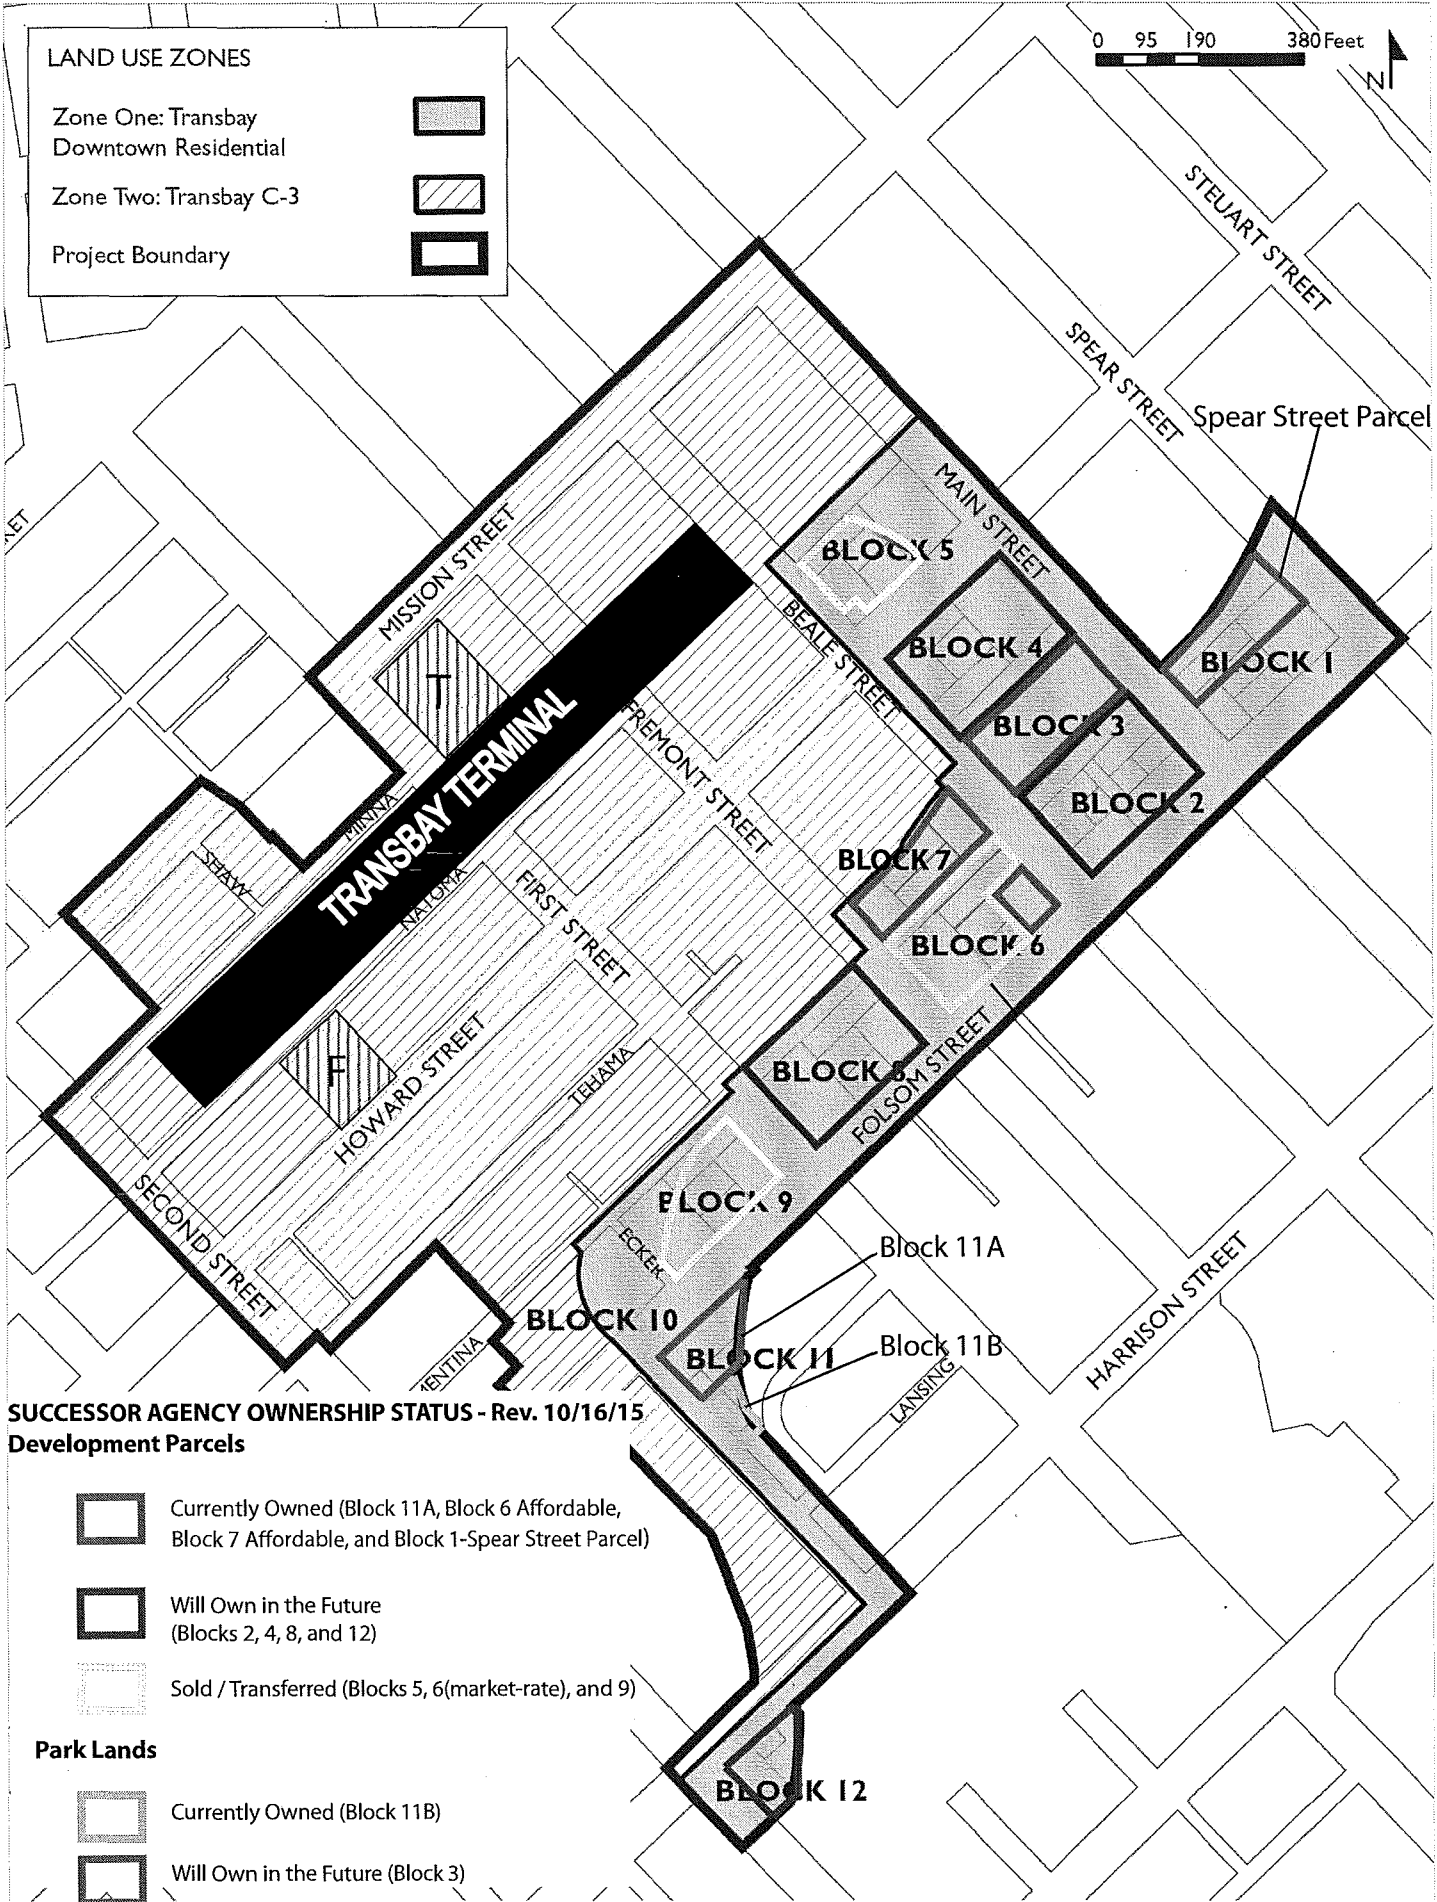 LAND USE ZONES
Zone One: Transbay
Downtown Residential
Zone Two: Transbay C-3
Project Boundary
0 95 190 380 Feet
N
STEUART STREET
SPEAR STREET
Spear Street Parcel
MAIN STREET
KET
MISSION STREET
BLOCK 5
BEALE STREET
BLOCK 4
BLOCK 1
T
TRANSBAY TERMINAL
FREMONT STREET
BLOCK 3
BLOCK 2
MINNA
SHAW
NATOMA
FIRST STREET
BLOCK 7
BLOCK 6
F
HOWARD STREET
TEHAMA
BLOCK 8
FOLSOM STREET
SECOND STREET
BLOCK 9
ECKER
Block 11A
HARRISON STREET
BLOCK 10
BLOCK 11
Block 11B
LANSING
MENTINA
SUCCESSOR AGENCY OWNERSHIP STATUS - Rev. 10/16/15
Development Parcels
Currently Owned (Block 11A, Block 6 Affordable,
Block 7 Affordable, and Block 1-Spear Street Parcel)
Will Own in the Future
(Blocks 2, 4, 8, and 12)
Sold / Transferred (Blocks 5, 6(market-rate), and 9)
Park Lands
BLOCK 12
Currently Owned (Block 11B)
Will Own in the Future (Block 3)